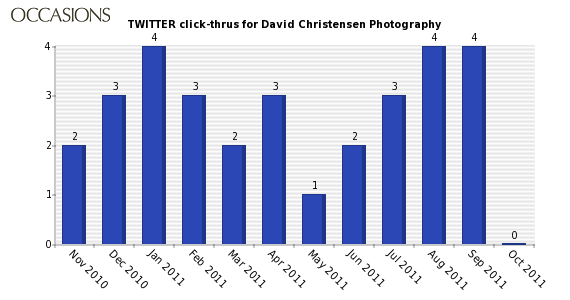 OCCASIONS
TWITTER click-thrus for David Christensen Photography
4
3
2
1
0
2
3
4
3
2
3
1
2
3
4
4
0
Nov 2010
Dec 2010
Jan 2011
Feb 2011
Mar 2011
Apr 2011
May 2011
Jun 2011
Jul 2011
Aug 2011
Sep 2011
Oct 2011